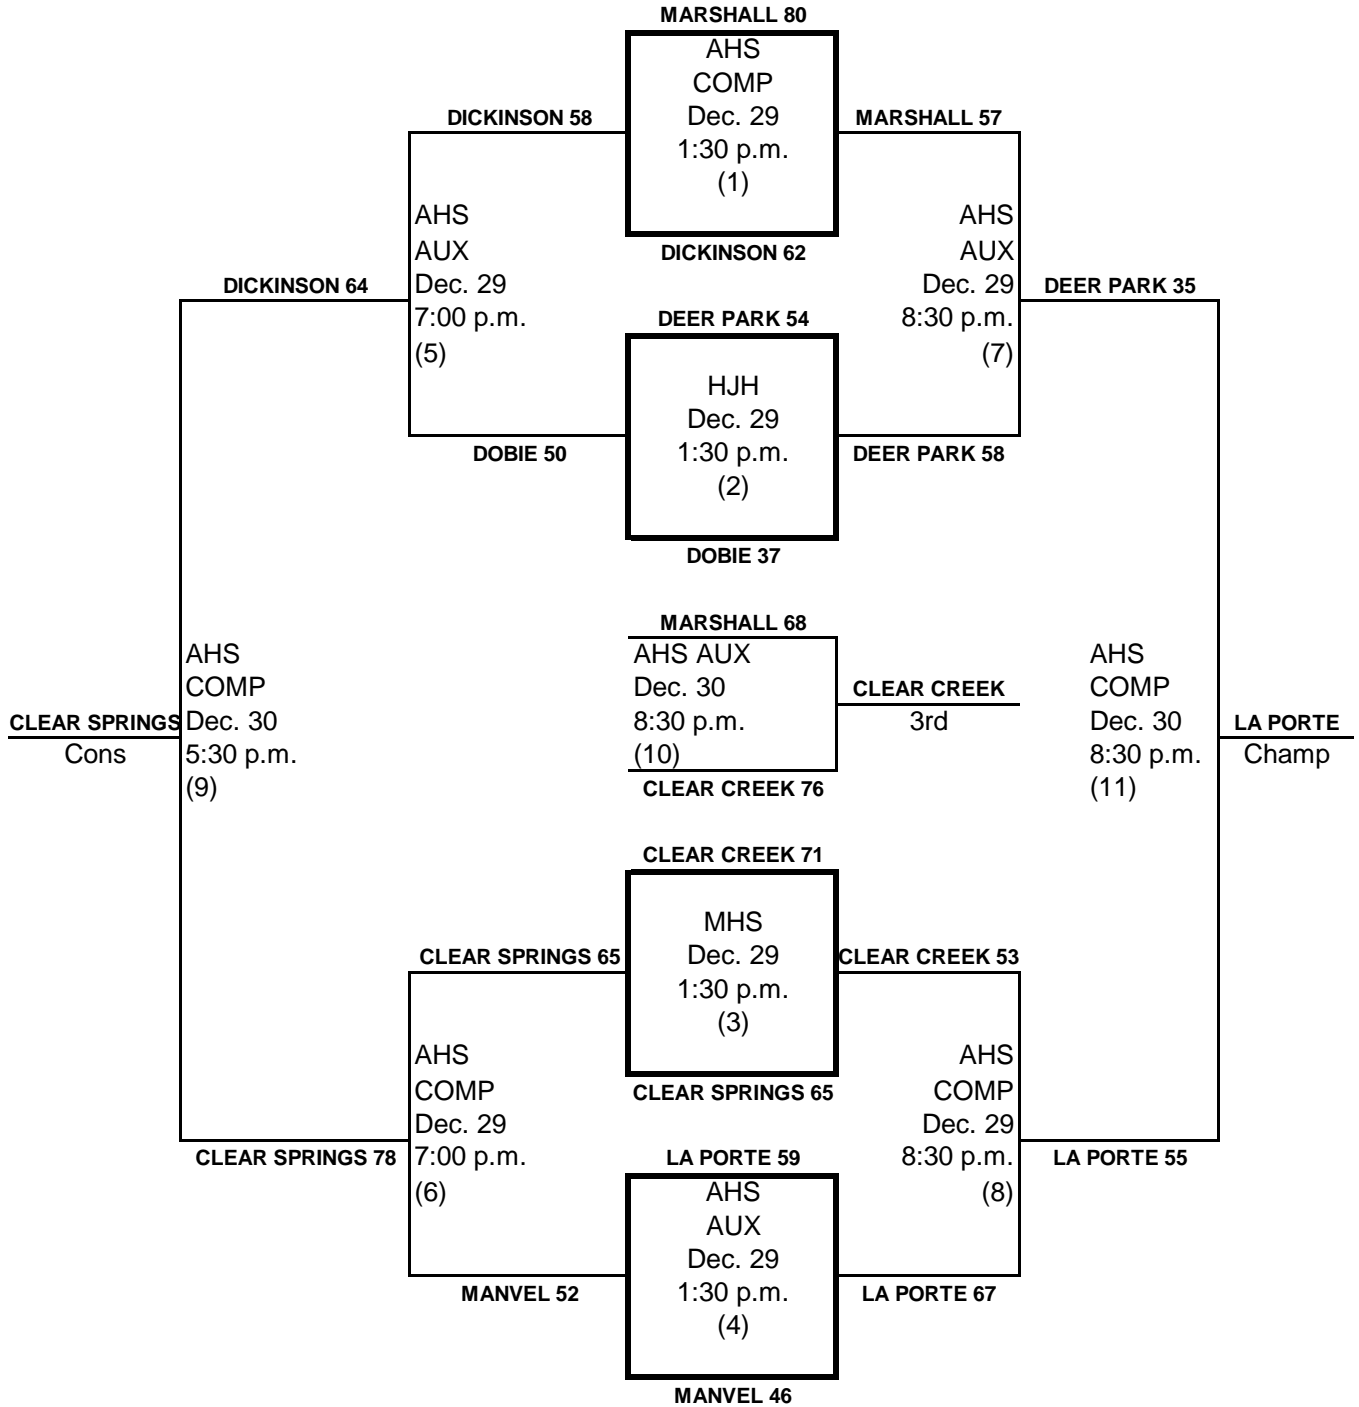 MARSHALL 80
AHS
COMP
Dec. 29
1:30 p.m.
(1)
DICKINSON 62
DICKINSON 58
MARSHALL 57
AHS
AUX
Dec. 29
7:00 p.m.
(5)
AHS
AUX
Dec. 29
8:30 p.m.
(7)
DICKINSON 64
DEER PARK 35
DEER PARK 54
HJH
Dec. 29
1:30 p.m.
(2)
DOBIE 37
DOBIE 50
DEER PARK 58
MARSHALL 68
AHS AUX
Dec. 30
8:30 p.m.
(10)
CLEAR CREEK 76
CLEAR CREEK
3rd
AHS
COMP
Dec. 30
5:30 p.m.
(9)
CLEAR SPRINGS
Cons
AHS
COMP
Dec. 30
8:30 p.m.
(11)
LA PORTE
Champ
CLEAR CREEK 71
MHS
Dec. 29
1:30 p.m.
(3)
CLEAR SPRINGS 65
CLEAR SPRINGS 65
CLEAR CREEK 53
AHS
COMP
Dec. 29
7:00 p.m.
(6)
AHS
COMP
Dec. 29
8:30 p.m.
(8)
CLEAR SPRINGS 78
LA PORTE 55
LA PORTE 59
AHS
AUX
Dec. 29
1:30 p.m.
(4)
MANVEL 46
MANVEL 52
LA PORTE 67